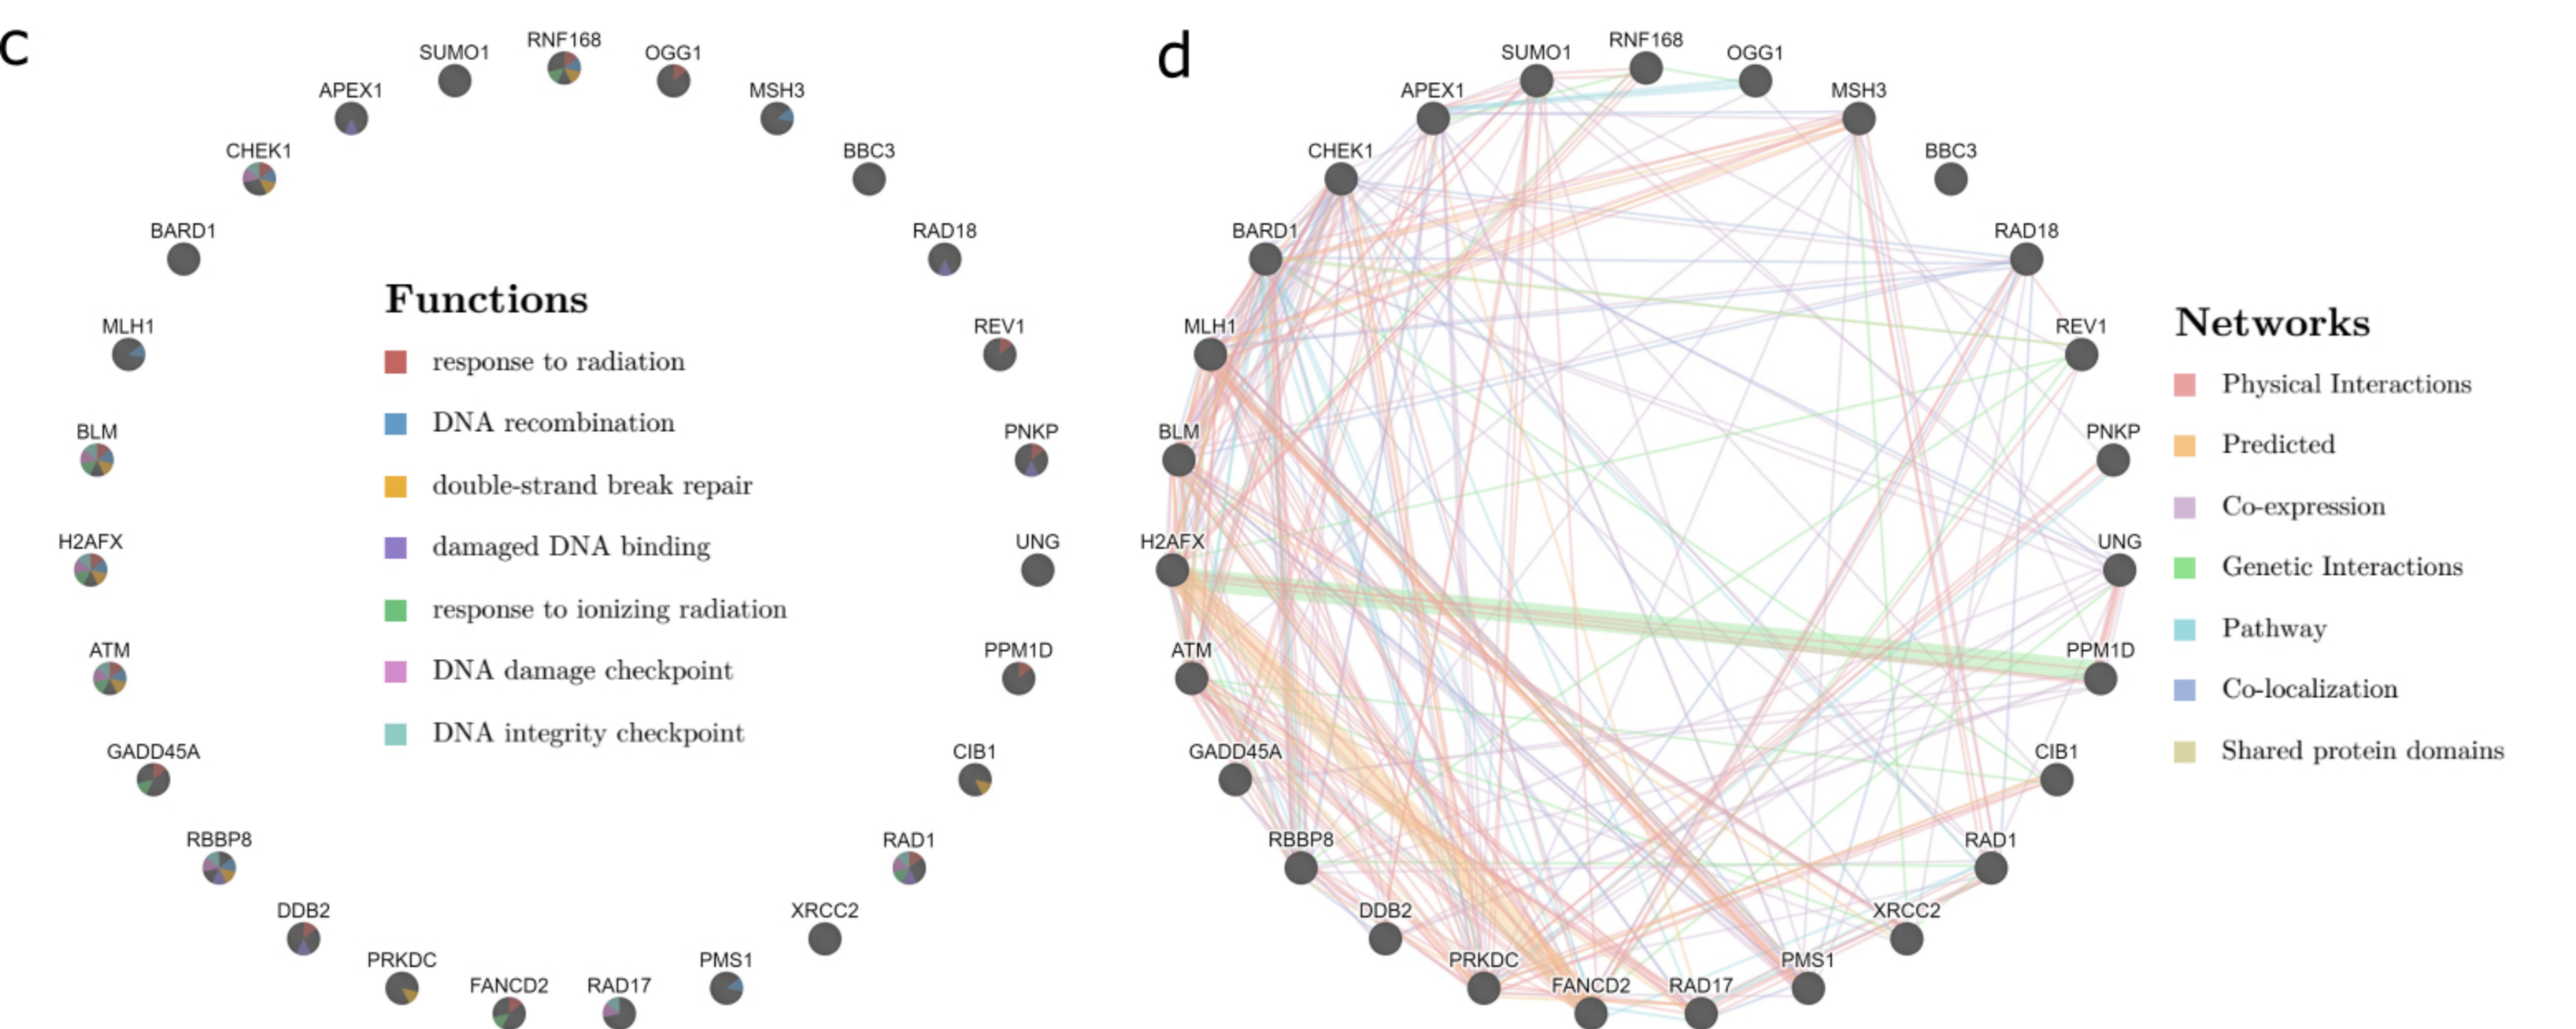 c
RNF168
SUMO1
OGG1
APEX1
MSH3
CHEK1
BBC3
BARD1
RAD18
MLH1
REV1
BLM
PNKP
H2AFX
UNG
ATM
PPM1D
GADD45A
CIB1
RBBP8
RAD1
DDB2
XRCC2
PRKDC
PMS1
FANCD2
RAD17
Functions
response to radiation
DNA recombination
double-strand break repair
damaged DNA binding
response to ionizing radiation
DNA damage checkpoint
DNA integrity checkpoint
d
RNF168
SUMO1
OGG1
APEX1
MSH3
CHEK1
BBC3
BARD1
RAD18
MLH1
REV1
BLM
PNKP
H2AFX
UNG
ATM
PPM1D
GADD45A
CIB1
RBBP8
RAD1
DDB2
XRCC2
PRKDC
PMS1
FANCD2
RAD17
Networks
Physical Interactions
Predicted
Co-expression
Genetic Interactions
Pathway
Co-localization
Shared protein domains